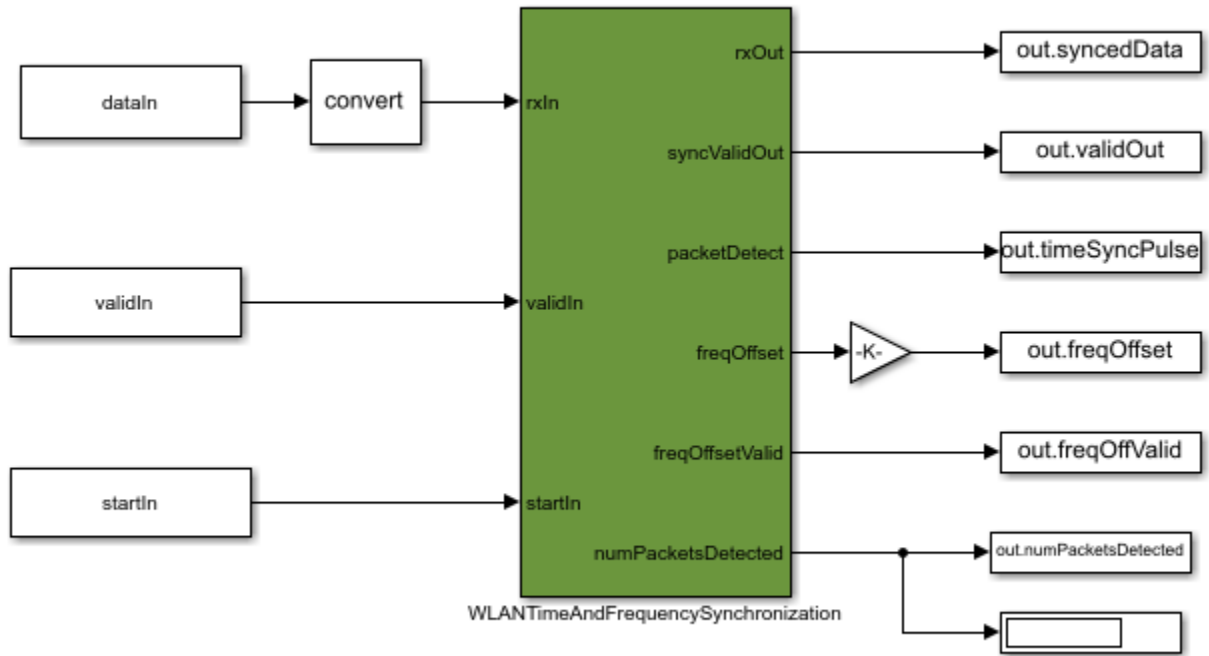 dataIn
convert
validIn
startIn
rxIn
validIn
startIn
rxOut
syncValidOut
packetDetect
freqOffset
freqOffsetValid
numPacketsDetected
WLANTimeAndFrequencySynchronization
-K-
out.syncedData
out.validOut
out.timeSyncPulse
out.freqOffset
out.freqOffValid
out.numPacketsDetected